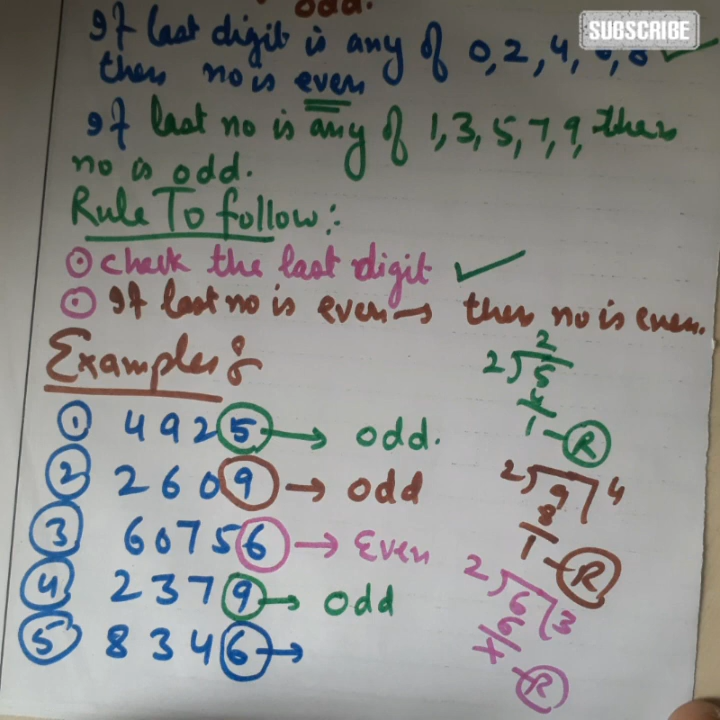 odd.
SUBSCRIBE
If last digit is any of 0, 2, 4, 6, 8
then no is even
If last no is any of 1, 3, 5, 7, 9, then
no is odd.
Rule To follow:
check the last digit
If last no is even → then no is even.
Examples:
① 4925 → odd.
② 2609 → odd
③ 60756 → Even
④ 2379 → odd
⑤ 8346 →
2
2 5
4
1 - R
2 9 4
8
1 - R
2 6 3
6
x - R